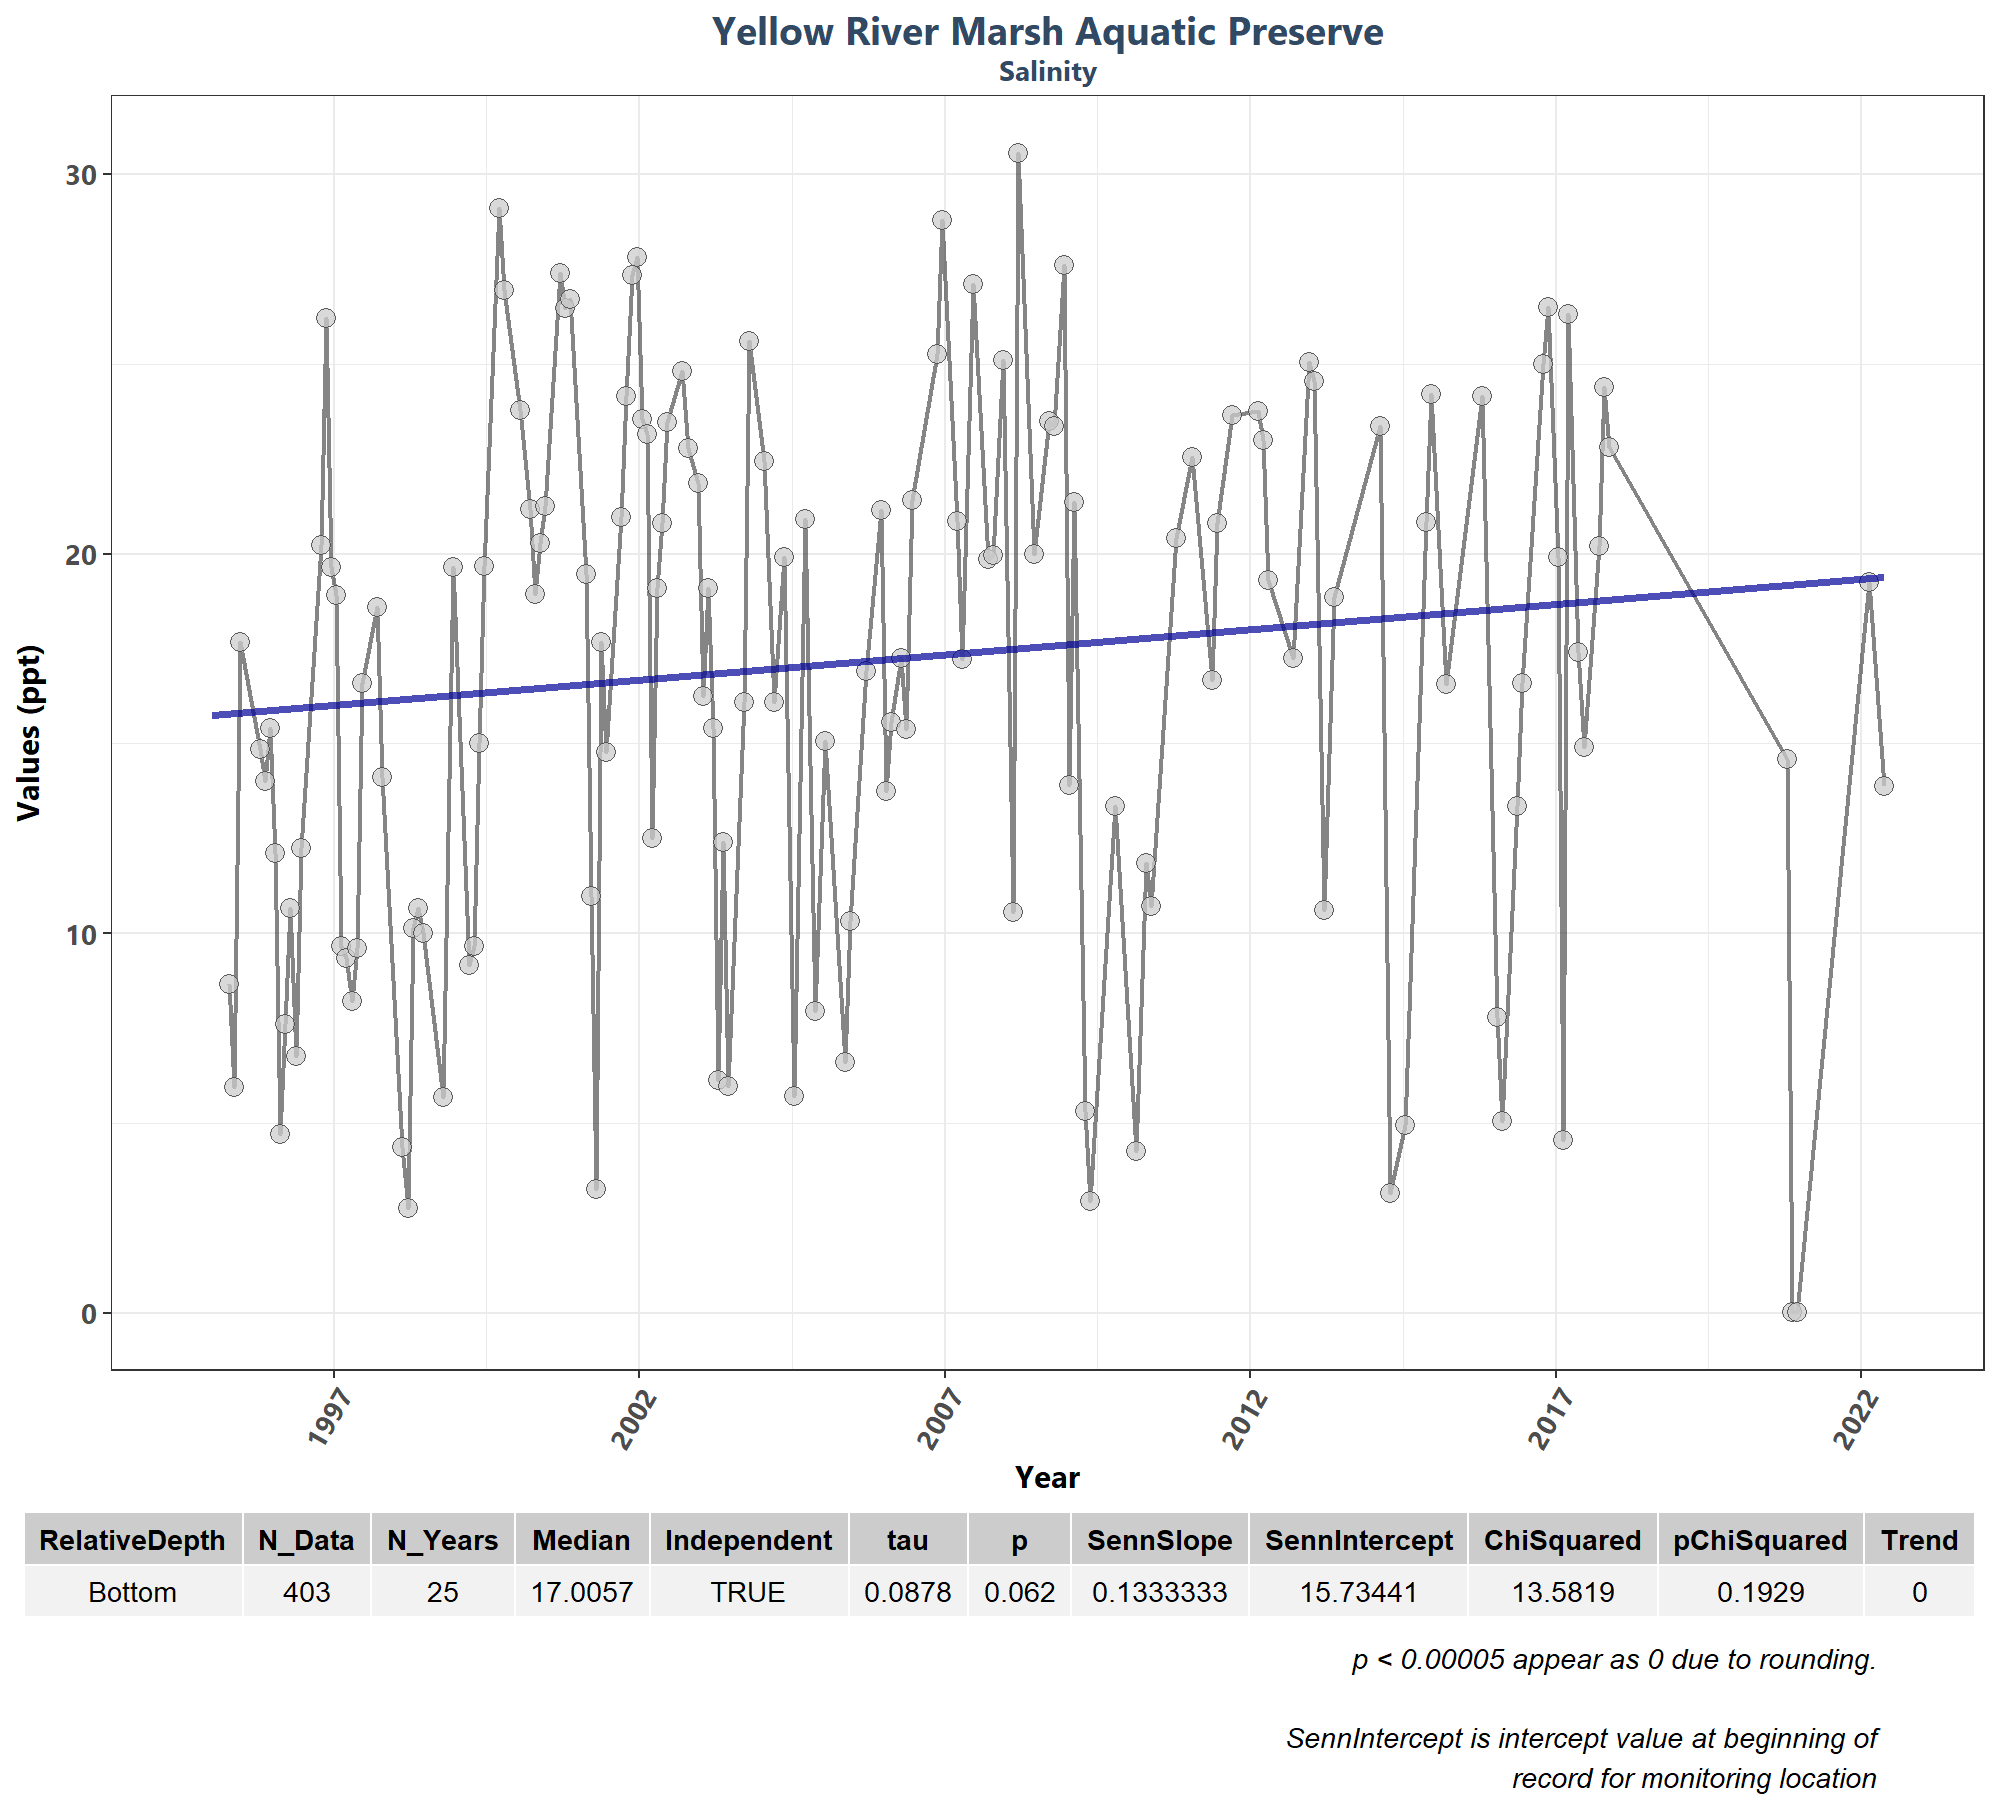 Yellow River Marsh Aquatic Preserve
Salinity
Values (ppt)
30
20
10
0
1997 2002 2007 2012 2017 2022
Year
RelativeDepth N_Data N_Years Median Independent tau p SennSlope SennIntercept ChiSquared pChiSquared Trend
Bottom 403 25 17.0057 TRUE 0.0878 0.062 0.1333333 15.73441 13.5819 0.1929 0
p < 0.00005 appear as 0 due to rounding.
SennIntercept is intercept value at beginning of
record for monitoring location